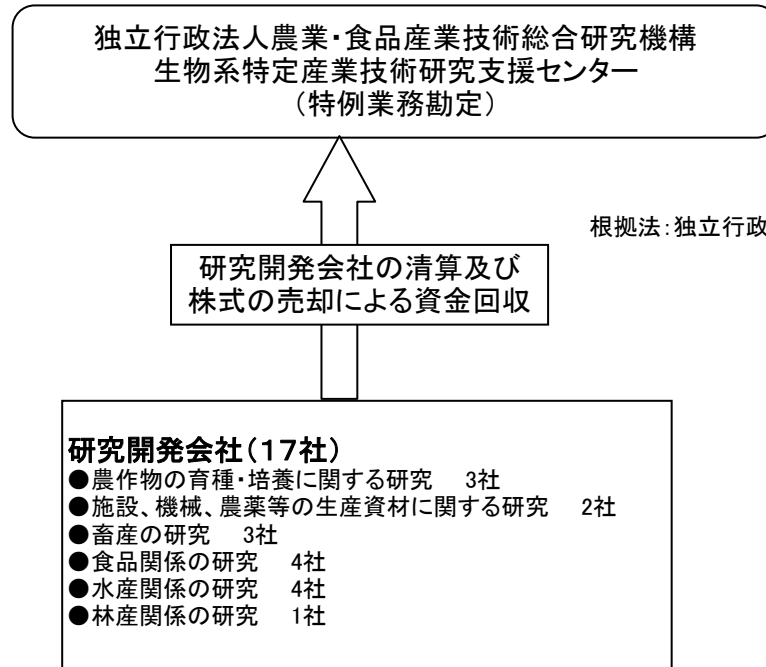 独立行政法人農業・食品産業技術総合研究機構
生物系特定産業技術研究支援センター
（特例業務勘定）
根拠法：独立行政
研究開発会社の清算及び
株式の売却による資金回収
研究開発会社（１７社）
●農作物の育種・培養に関する研究　3社
●施設、機械、農薬等の生産資材に関する研究　2社
●畜産の研究　3社
●食品関係の研究　4社
●水産関係の研究　4社
●林産関係の研究　1社